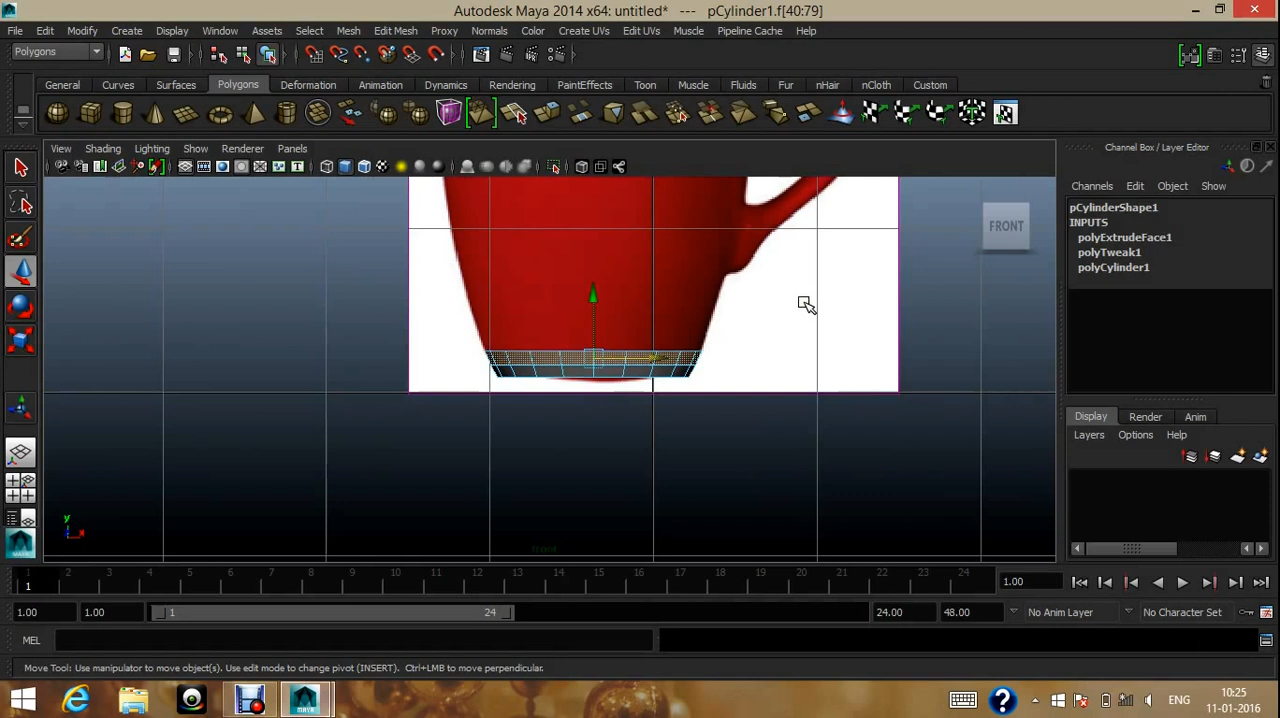 Autodesk Maya 2014 x64: untitled*   ---   pCylinder1.f[40:79]
File Edit Modify Create Display Window Assets Select Mesh Edit Mesh Proxy Normals Color Create UVs Edit UVs Muscle Pipeline Cache Help
Polygons
General Curves Surfaces Polygons Deformation Animation Dynamics Rendering PaintEffects Toon Muscle Fluids Fur nHair nCloth Custom
View Shading Lighting Show Renderer Panels
Channel Box / Layer Editor
Channels Edit Object Show
pCylinderShape1
INPUTS
polyExtrudeFace1
polyTweak1
polyCylinder1
FRONT
Display Render Anim
Layers Options Help
y
x
front
1 2 3 4 5 6 7 8 9 10 11 12 13 14 15 16 17 18 19 20 21 22 23 24
1
1.00
1.00 1.00 1 24 24.00 48.00 No Anim Layer No Character Set
MEL
Move Tool: Use manipulator to move object(s). Use edit mode to change pivot (INSERT). Ctrl+LMB to move perpendicular.
MAYA
ENG
10:25
11-01-2016